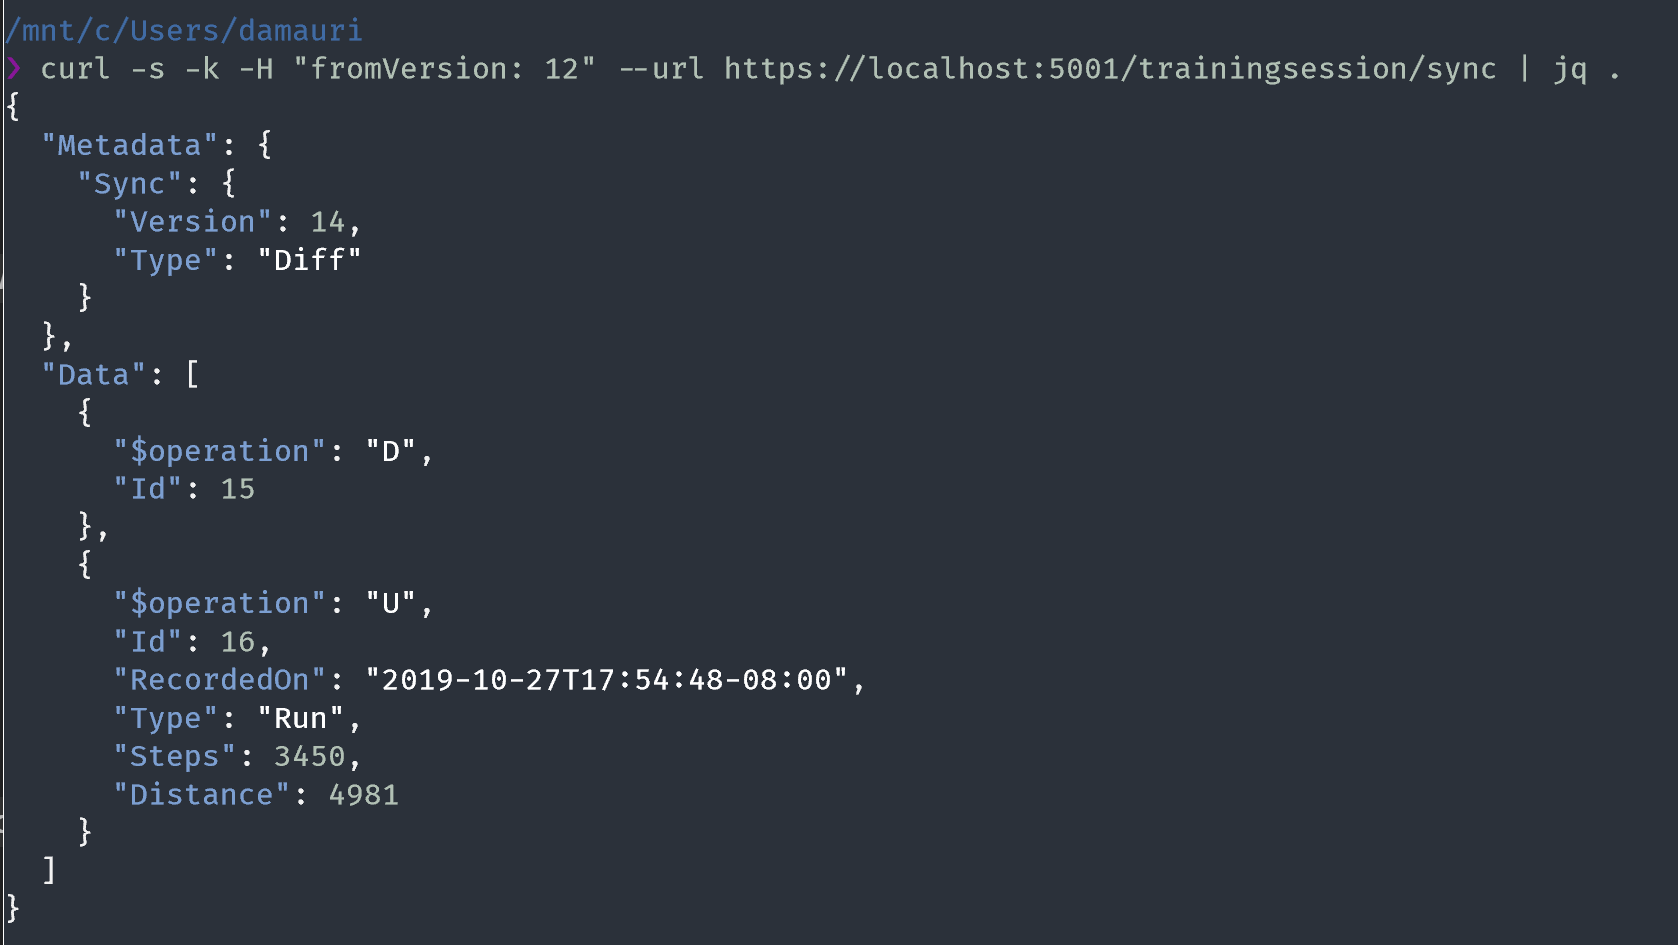 /mnt/c/Users/damauri
❯ curl -s -k -H "fromVersion: 12" --url https://localhost:5001/trainingsession/sync | jq .
{
  "Metadata": {
    "Sync": {
      "Version": 14,
      "Type": "Diff"
    }
  },
  "Data": [
    {
      "$operation": "D",
      "Id": 15
    },
    {
      "$operation": "U",
      "Id": 16,
      "RecordedOn": "2019-10-27T17:54:48-08:00",
      "Type": "Run",
      "Steps": 3450,
      "Distance": 4981
    }
  ]
}